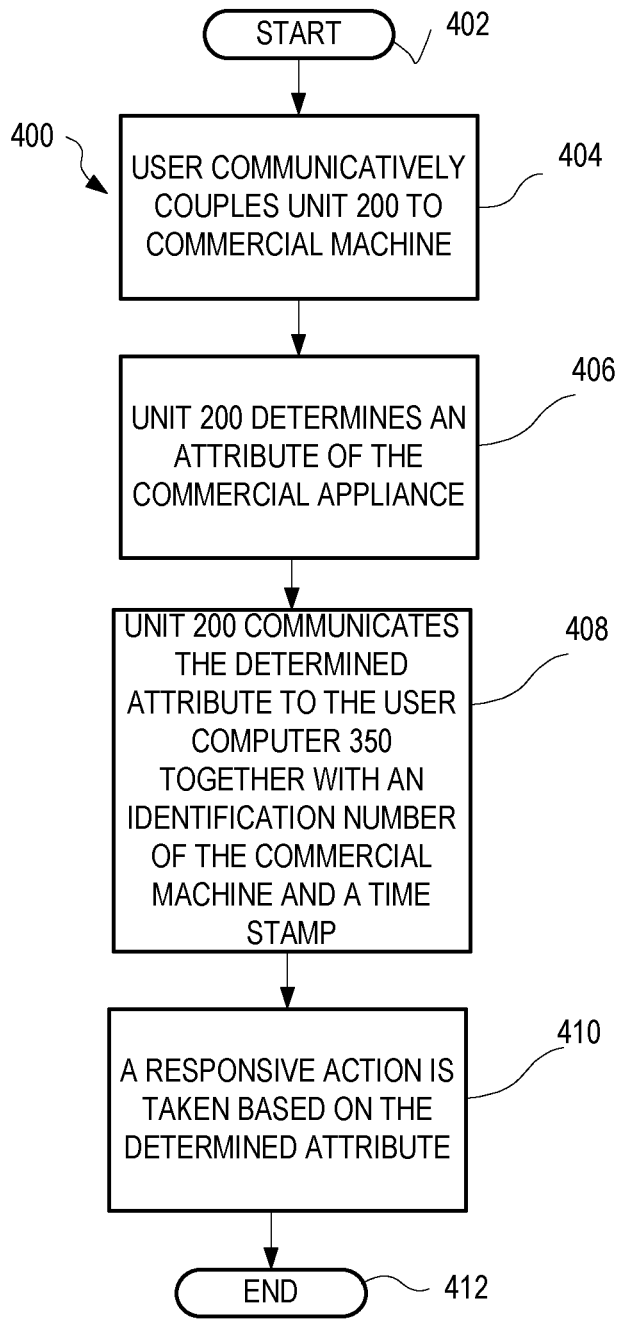 START
402
400
USER COMMUNICATIVELY
COUPLES UNIT 200 TO
COMMERCIAL MACHINE
404
UNIT 200 DETERMINES AN
ATTRIBUTE OF THE
COMMERCIAL APPLIANCE
406
UNIT 200 COMMUNICATES
THE DETERMINED
ATTRIBUTE TO THE USER
COMPUTER 350
TOGETHER WITH AN
IDENTIFICATION NUMBER
OF THE COMMERCIAL
MACHINE AND A TIME
STAMP
408
A RESPONSIVE ACTION IS
TAKEN BASED ON THE
DETERMINED ATTRIBUTE
410
END
412